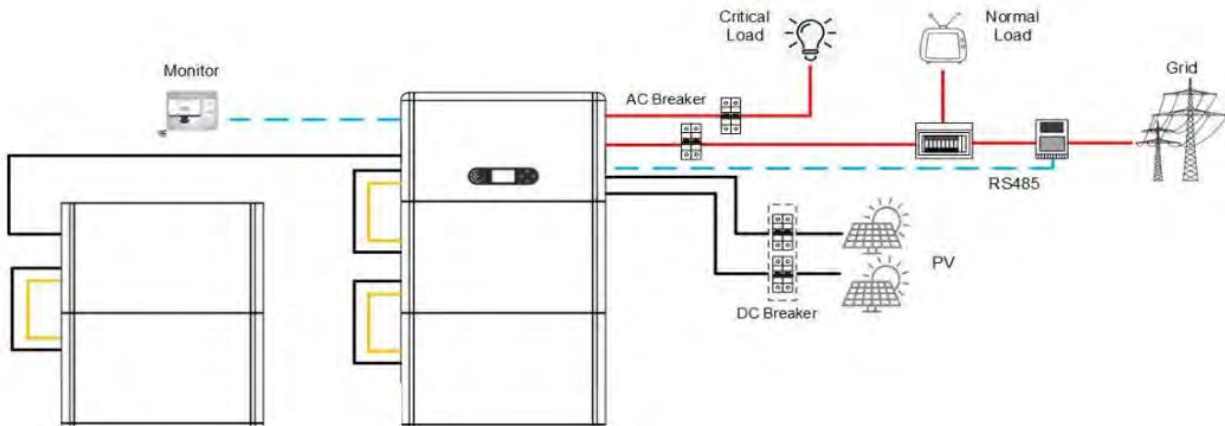 Critical
Load
Normal
Load
Monitor
Grid
AC Breaker
RS485
PV
DC Breaker